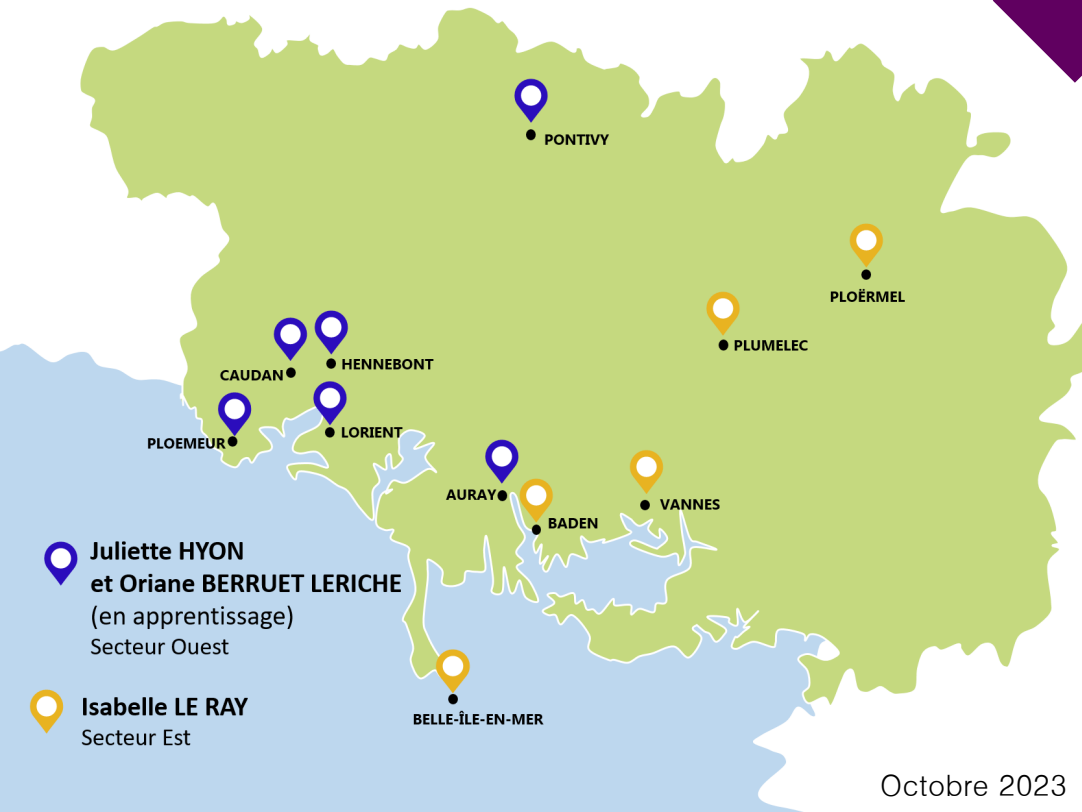 PONTIVY
PLOËRMEL
PLUMELEC
HENNEBONT
CAUDAN
LORIENT
PLOEMEUR
AURAY
VANNES
BADEN
Juliette HYON
et Oriane BERRUET LERICHE
(en apprentissage)
Secteur Ouest
Isabelle LE RAY
Secteur Est
BELLE-ÎLE-EN-MER
Octobre 2023